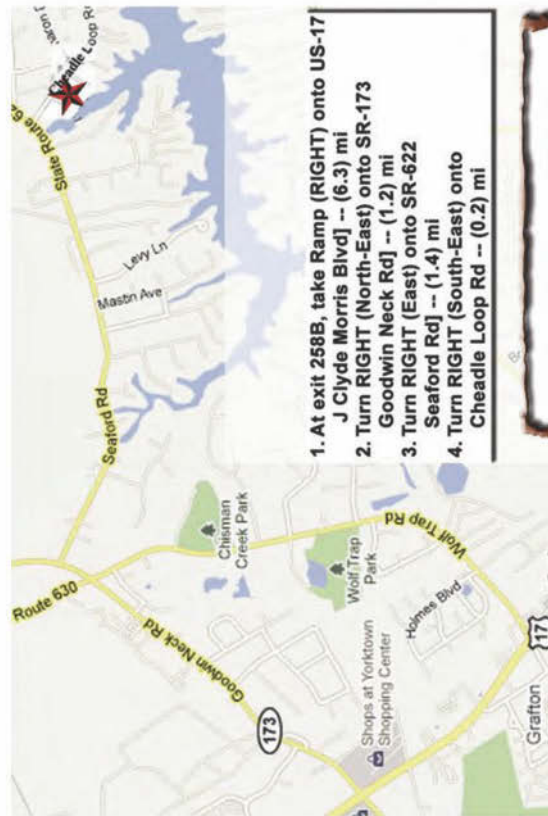 State Route 62
Cheadle Loop R
Levy Ln
Mastin Ave
Seaford Rd
Route 630
Goodwin Neck Rd
173
Chisman
Creek Park
Wolf Trap
Park
Wolf Trap Rd
Holmes Blvd
Shops at Yorktown
Shopping Center
17
Grafton
1. At exit 258B, take Ramp (RIGHT) onto US-17
J Clyde Morris Blvd] -- (6.3) mi
2. Turn RIGHT (North-East) onto SR-173
Goodwin Neck Rd] -- (1.2) mi
3. Turn RIGHT (East) onto SR-622
Seaford Rd] -- (1.4) mi
4. Turn RIGHT (South-East) onto
Cheadle Loop Rd -- (0.2) mi